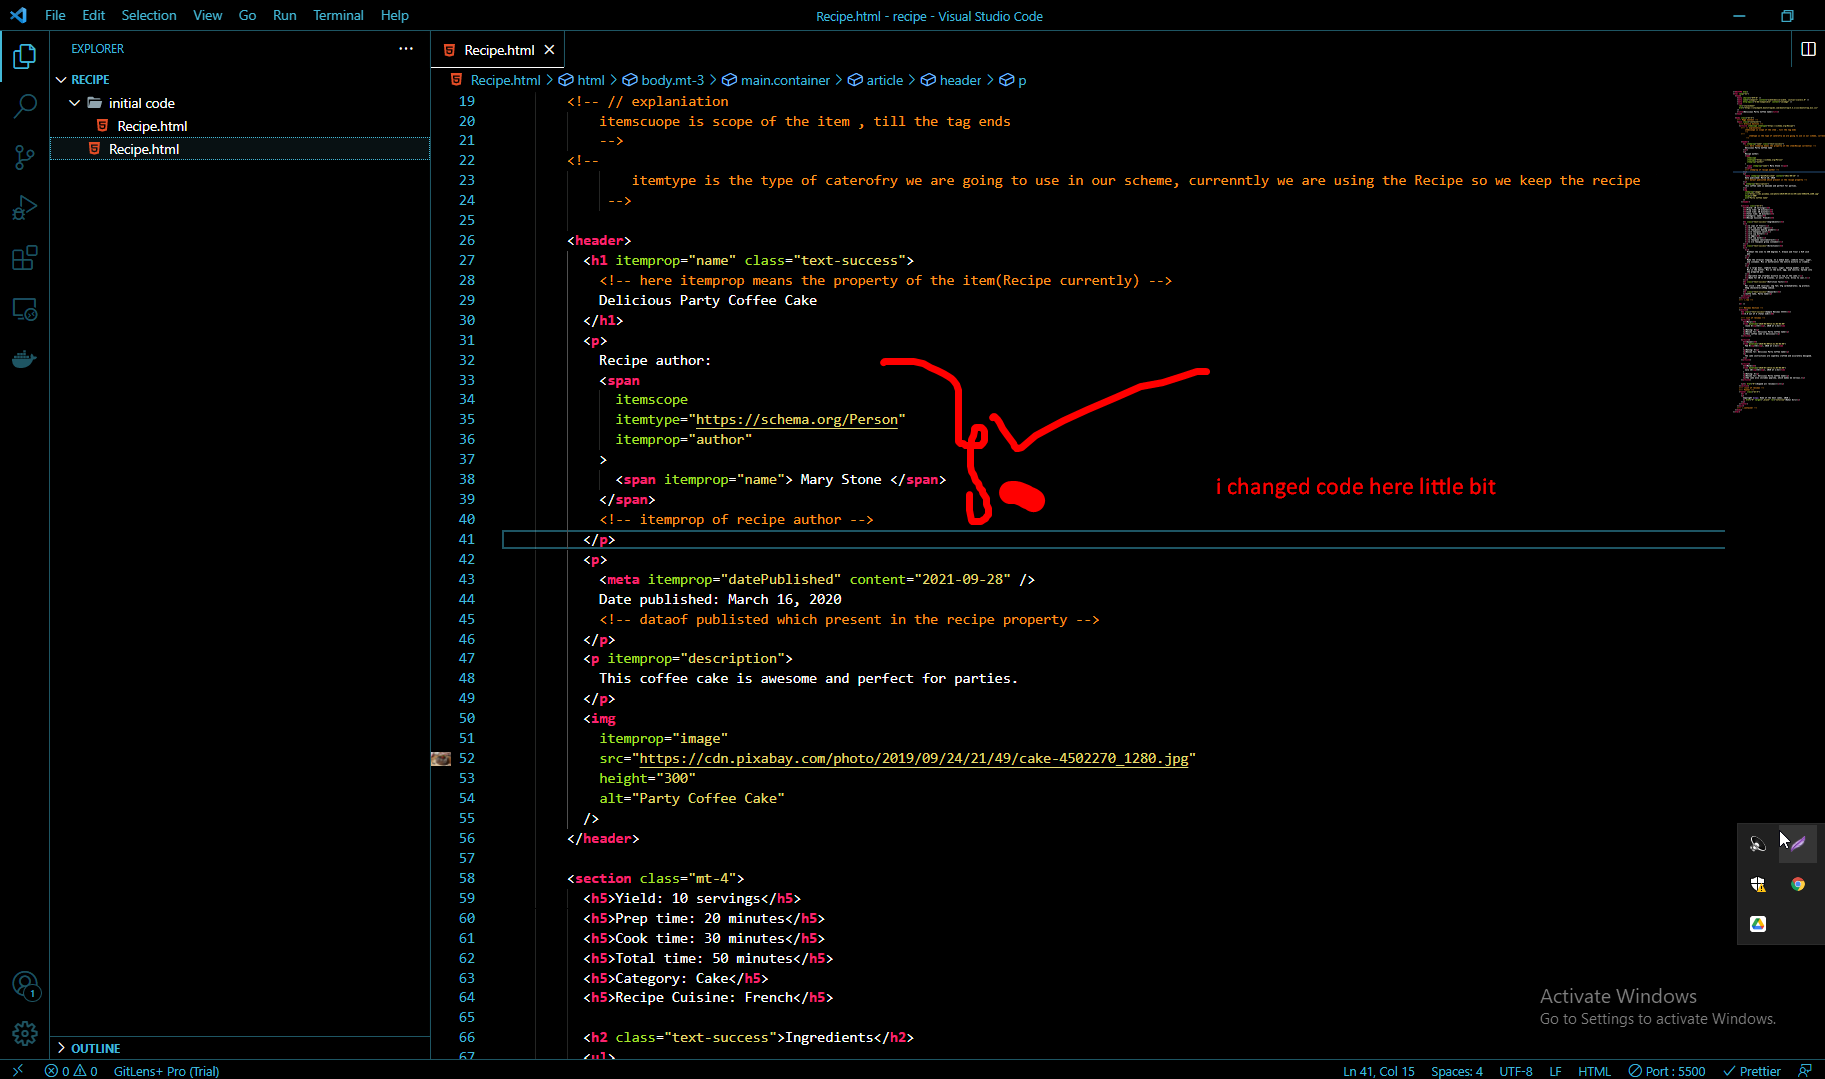 File Edit Selection View Go Run Terminal Help
Recipe.html - recipe - Visual Studio Code
EXPLORER
RECIPE
initial code
Recipe.html
Recipe.html
OUTLINE
Recipe.html
Recipe.html > html > body.mt-3 > main.container > article > header > p
19 <!-- // explaniation
20 itemscuope is scope of the item , till the tag ends
21 -->
22 <!--
23 itemtype is the type of caterofry we are going to use in our scheme, currenntly we are using the Recipe so we keep the recipe
24 -->
25
26 <header>
27 <h1 itemprop="name" class="text-success">
28 <!-- here itemprop means the property of the item(Recipe currently) -->
29 Delicious Party Coffee Cake
30 </h1>
31 <p>
32 Recipe author:
33 <span
34 itemscope
35 itemtype="https://schema.org/Person"
36 itemprop="author"
37 >
38 <span itemprop="name"> Mary Stone </span>
39 </span>
40 <!-- itemprop of recipe author -->
41 </p>
42 <p>
43 <meta itemprop="datePublished" content="2021-09-28" />
44 Date published: March 16, 2020
45 <!-- dataof publisted which present in the recipe property -->
46 </p>
47 <p itemprop="description">
48 This coffee cake is awesome and perfect for parties.
49 </p>
50 <img
51 itemprop="image"
52 src="https://cdn.pixabay.com/photo/2019/09/24/21/49/cake-4502270_1280.jpg"
53 height="300"
54 alt="Party Coffee Cake"
55 />
56 </header>
57
58 <section class="mt-4">
59 <h5>Yield: 10 servings</h5>
60 <h5>Prep time: 20 minutes</h5>
61 <h5>Cook time: 30 minutes</h5>
62 <h5>Total time: 50 minutes</h5>
63 <h5>Category: Cake</h5>
64 <h5>Recipe Cuisine: French</h5>
65
66 <h2 class="text-success">Ingredients</h2>
67 <ul>
i changed code here little bit
Activate Windows
Go to Settings to activate Windows.
1
0 0 GitLens+ Pro (Trial)
Ln 41, Col 15 Spaces: 4 UTF-8 LF HTML Port : 5500 Prettier